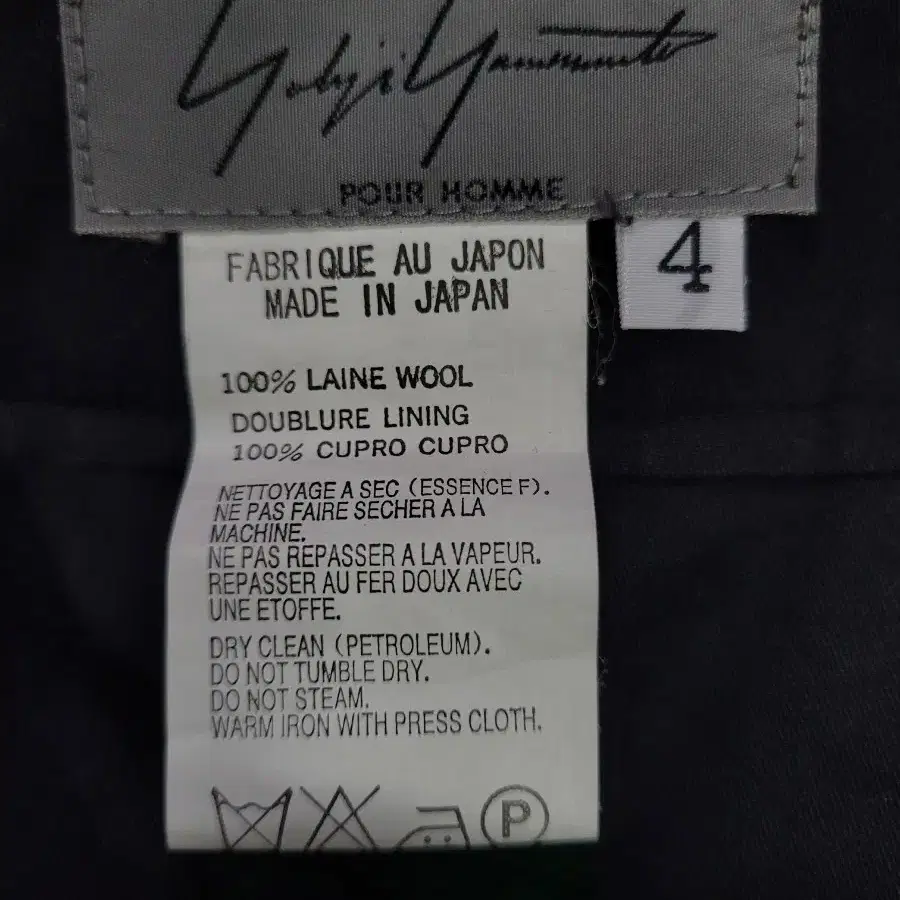 Yohji Yamamoto
POUR HOMME
4
FABRIQUE AU JAPON
MADE IN JAPAN
100% LAINE WOOL
DOUBLURE LINING
100% CUPRO CUPRO
NETTOYAGE A SEC (ESSENCE F).
NE PAS FAIRE SECHER A LA
MACHINE.
NE PAS REPASSER A LA VAPEUR.
REPASSER AU FER DOUX AVEC
UNE ETOFFE.
DRY CLEAN (PETROLEUM).
DO NOT TUMBLE DRY.
DO NOT STEAM.
WARM IRON WITH PRESS CLOTH.
P